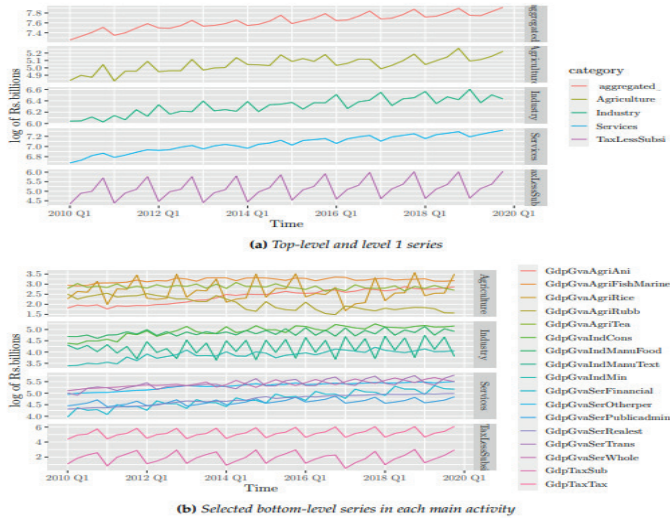 log of Rs.billions
7.8
7.6
7.4
aggregated
5.2
5.1
5.0
4.9
Agriculture
6.6
6.4
6.2
6.0
Industry
7.2
7.0
6.8
Services
6.0
5.5
5.0
4.5
2010 Q1 2012 Q1 2014 Q1 2016 Q1 2018 Q1 2020 Q1
Time
category
aggregated_
Agriculture
Industry
Services
TaxLessSubsi
(a) Top-level and level 1 series
log of Rs.billions
3.5
3.0
2.5
2.0
1.5
Agriculture
5.0
4.5
4.0
3.5
Industry
5.5
5.0
4.5
4.0
Services
6
4
2
TaxLessSubsi
2010 Q1 2012 Q1 2014 Q1 2016 Q1 2018 Q1 2020 Q1
Time
GdpGvaAgriAni
GdpGvaAgriFishMarine
GdpGvaAgriRice
GdpGvaAgriRubb
GdpGvaAgriTea
GdpGvaIndCons
GdpGvaIndManuFood
GdpGvaIndManuText
GdpGvaIndMin
GdpGvaSerFinancial
GdpGvaSerOtherper
GdpGvaSerPublicadmin
GdpGvaSerRealest
GdpGvaSerTrans
GdpGvaSerWhole
GdpTaxSub
GdpTaxTax
(b) Selected bottom-level series in each main activity